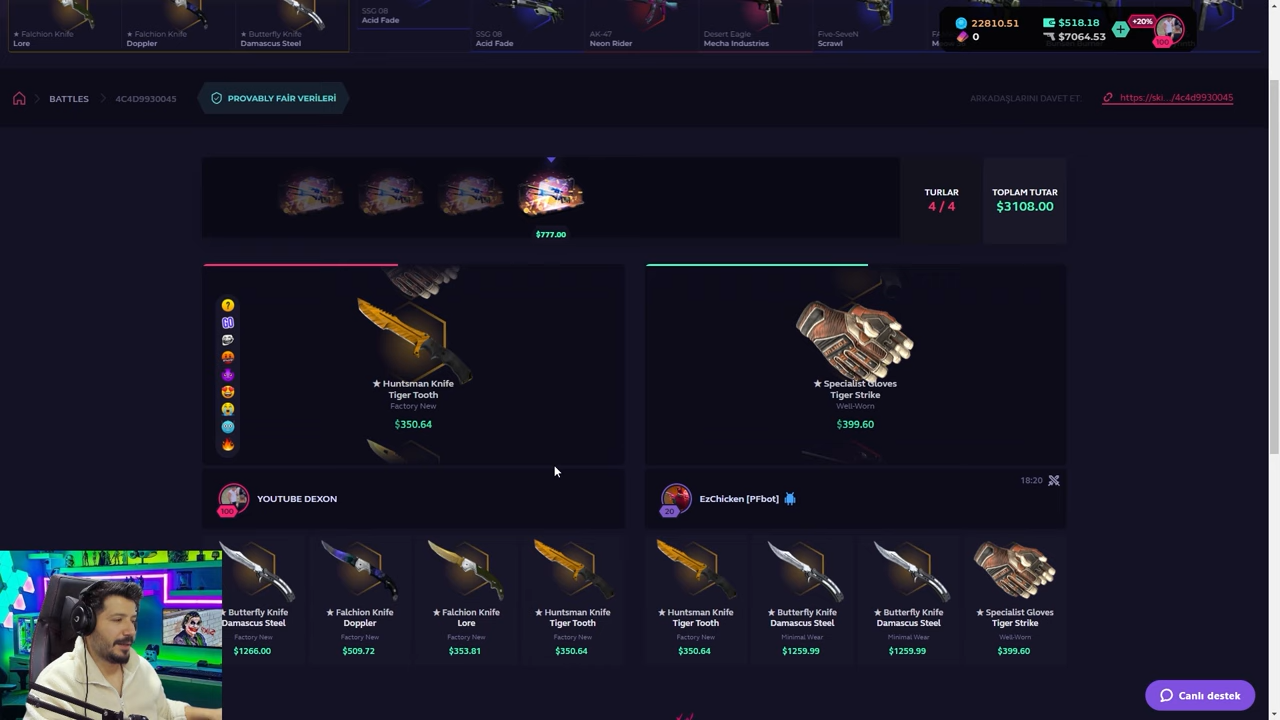 ★ Falchion Knife
Lore
★ Falchion Knife
Doppler
★ Butterfly Knife
Damascus Steel
SSG 08
Acid Fade
SSG 08
Acid Fade
AK-47
Neon Rider
Desert Eagle
Mecha Industries
Five-SeveN
Scrawl
22810.51
0
$518.18
$7064.53
+20%
100
BATTLES
4C4D9930045
PROVABLY FAİR VERİLERİ
ARKADAŞLARINI DAVET ET:
https://ski.../4c4d9930045
$777.00
TURLAR
4 / 4
TOPLAM TUTAR
$3108.00
?
GO
★ Huntsman Knife
Tiger Tooth
Factory New
$350.64
★ Specialist Gloves
Tiger Strike
Well-Worn
$399.60
YOUTUBE DEXON
100
EzChicken [PFbot]
20
18:20
★ Butterfly Knife
Damascus Steel
Factory New
$1266.00
★ Falchion Knife
Doppler
Factory New
$509.72
★ Falchion Knife
Lore
Factory New
$353.81
★ Huntsman Knife
Tiger Tooth
Factory New
$350.64
★ Huntsman Knife
Tiger Tooth
Factory New
$350.64
★ Butterfly Knife
Damascus Steel
Minimal Wear
$1259.99
★ Butterfly Knife
Damascus Steel
Minimal Wear
$1259.99
★ Specialist Gloves
Tiger Strike
Well-Worn
$399.60
Canlı destek